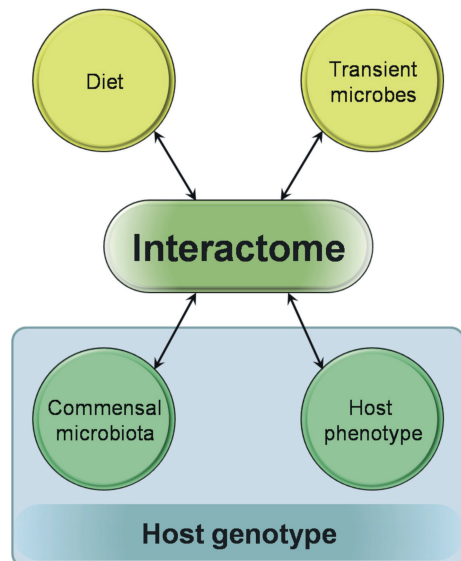 Diet
Transient
microbes
Interactome
Commensal
microbiota
Host
phenotype
Host genotype